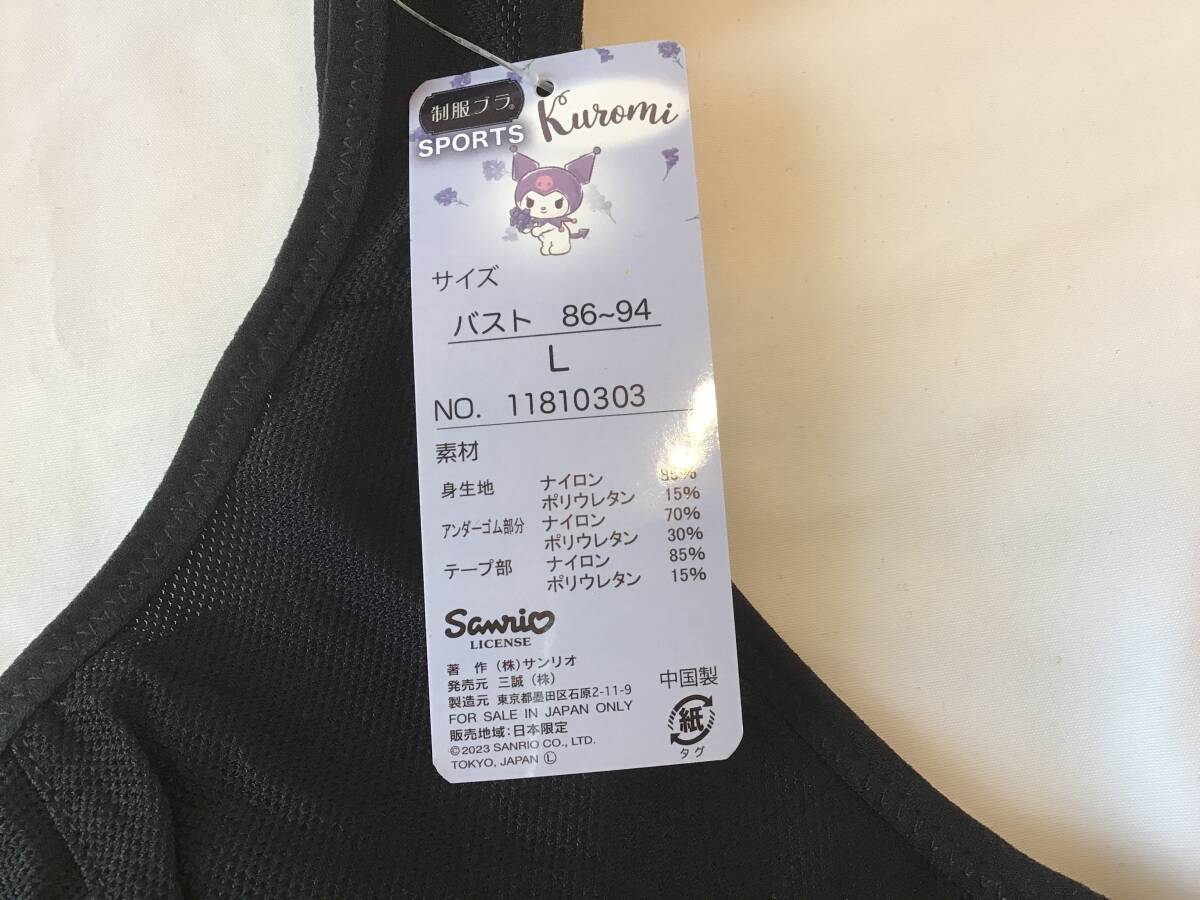 制服ブラ®
SPORTS
Kuromi
サイズ
バスト 86~94
L
NO. 11810303
素材
身生地 ナイロン 85%
ポリウレタン 15%
アンダーゴム部分 ナイロン 70%
ポリウレタン 30%
テープ部 ナイロン 85%
ポリウレタン 15%
Sanrio
LICENSE
著作 (株)サンリオ
発売元 三誠(株)
製造元 東京都墨田区石原2-11-9
FOR SALE IN JAPAN ONLY
販売地域:日本限定
©2023 SANRIO CO., LTD.
TOKYO, JAPAN Ⓛ
中国製
紙
タグ